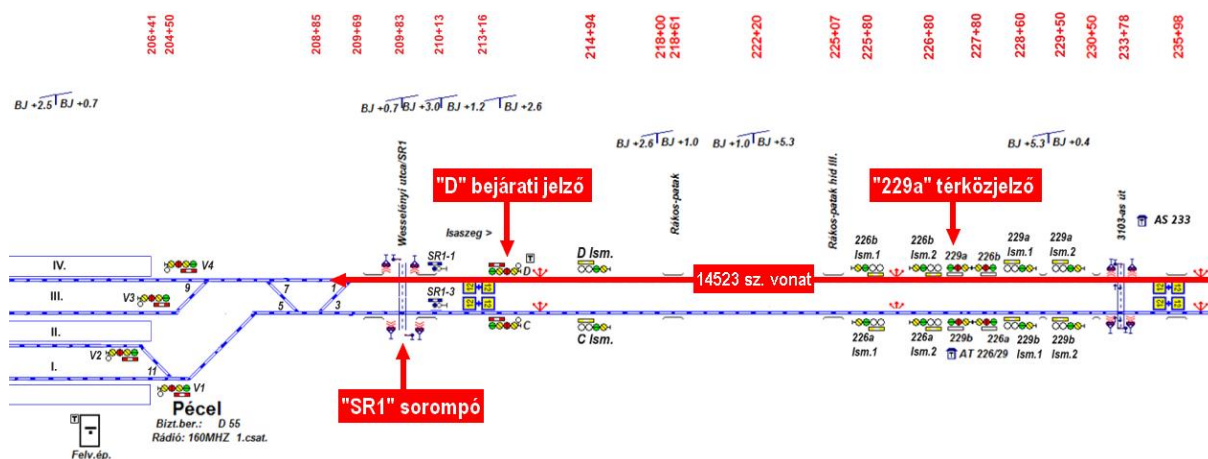 206+41
204+50
208+85
209+69
209+83
210+13
213+16
214+94
218+00
218+61
222+20
225+07
225+80
226+80
227+80
228+60
229+50
230+50
233+78
235+98
BJ +2.5 BJ +0.7
BJ +0.7 BJ +3.0 BJ +1.2 BJ +2.6
BJ +2.6 BJ +1.0
BJ +1.0 BJ +5.3
BJ +5.3 BJ +0.4
Wesselényi utca/SR1
"D" bejárati jelző
Rákos-patak
Rákos-patak híd III.
"229a" térközjelző
3103-as út
AS 233
Isaszeg >
T
IV.
V4
SR1-1
D
D Ism.
226b
Ism.1
226b
Ism.2
229a
226b
229a
Ism.1
229a
Ism.2
14523 sz. vonat
III.
V3
9
7
5
1
3
SR1-3
II.
V2
C
C Ism.
226a
Ism.1
226a
Ism.2
229b
226a
229b
Ism.1
229b
Ism.2
AT 226/29
I.
11
V1
"SR1" sorompó
Pécel
Bizt.ber.: D 55
Rádió: 160MHZ 1.csat.
T
Felv.ép.